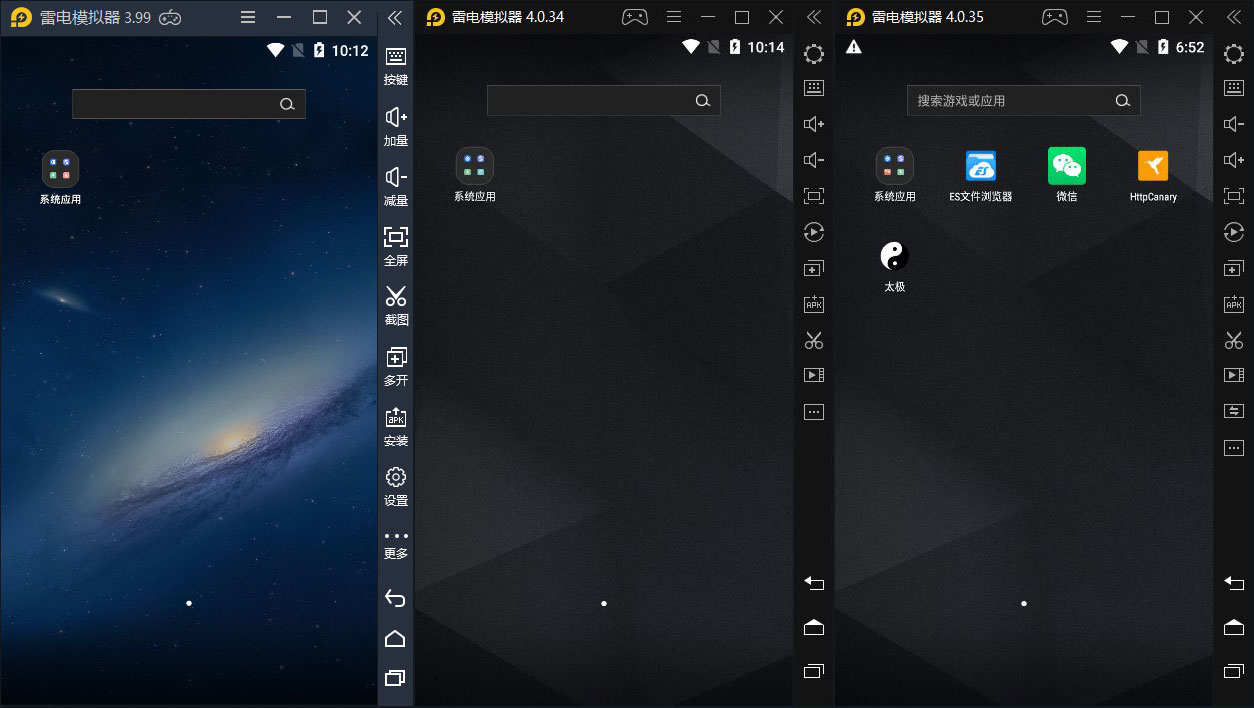 雷电模拟器 3.99
10:12
系统应用
按键
加量
减量
全屏
截图
多开
APK
安装
设置
更多
雷电模拟器 4.0.34
10:14
系统应用
APK
雷电模拟器 4.0.35
6:52
搜索游戏或应用
系统应用
ES文件浏览器
微信
HttpCanary
太极
APK